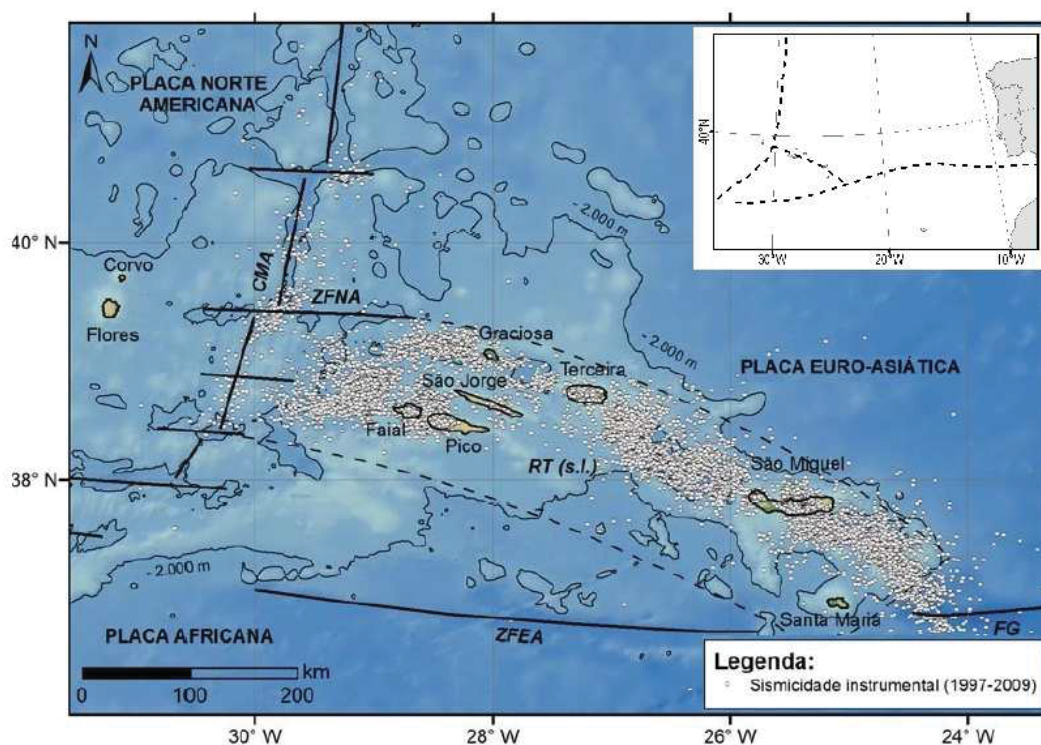 N
PLACA NORTE
AMERICANA
40°N
30°W
20°W
10°W
- 2.000 m
40° N
Corvo
Flores
CMA
ZFNA
Graciosa
- 2.000 m
São Jorge
Terceira
PLACA EURO-ASIÁTICA
Faial
Pico
38° N
RT (s.l.)
São Miguel
- 2.000 m
Santa Maria
PLACA AFRICANA
ZFEA
FG
km
0
100
200
Legenda:
Sismicidade instrumental (1997-2009)
30° W
28° W
26° W
24° W